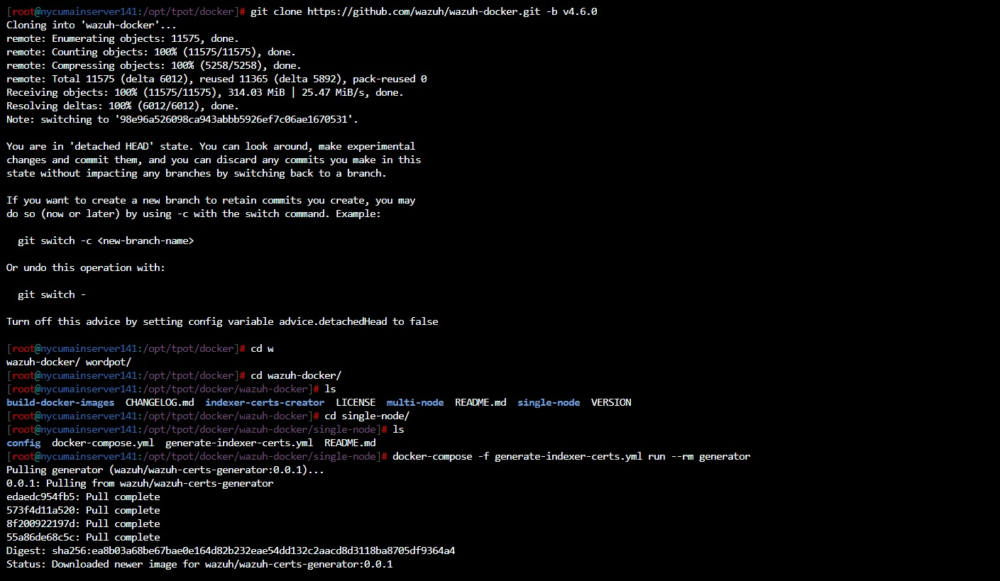 [root@nycumainserver141:/opt/tpot/docker]# git clone https://github.com/wazuh/wazuh-docker.git -b v4.6.0
Cloning into 'wazuh-docker'...
remote: Enumerating objects: 11575, done.
remote: Counting objects: 100% (11575/11575), done.
remote: Compressing objects: 100% (5258/5258), done.
remote: Total 11575 (delta 6012), reused 11365 (delta 5892), pack-reused 0
Receiving objects: 100% (11575/11575), 314.03 MiB | 25.47 MiB/s, done.
Resolving deltas: 100% (6012/6012), done.
Note: switching to '98e96a526098ca943abbb5926ef7c06ae1670531'.

You are in 'detached HEAD' state. You can look around, make experimental
changes and commit them, and you can discard any commits you make in this
state without impacting any branches by switching back to a branch.

If you want to create a new branch to retain commits you create, you may
do so (now or later) by using -c with the switch command. Example:

  git switch -c <new-branch-name>

Or undo this operation with:

  git switch -

Turn off this advice by setting config variable advice.detachedHead to false

[root@nycumainserver141:/opt/tpot/docker]# cd w
wazuh-docker/ wordpot/
[root@nycumainserver141:/opt/tpot/docker]# cd wazuh-docker/
[root@nycumainserver141:/opt/tpot/docker/wazuh-docker]# ls
build-docker-images  CHANGELOG.md  indexer-certs-creator  LICENSE  multi-node  README.md  single-node  VERSION
[root@nycumainserver141:/opt/tpot/docker/wazuh-docker]# cd single-node/
[root@nycumainserver141:/opt/tpot/docker/wazuh-docker/single-node]# ls
config  docker-compose.yml  generate-indexer-certs.yml  README.md
[root@nycumainserver141:/opt/tpot/docker/wazuh-docker/single-node]# docker-compose -f generate-indexer-certs.yml run --rm generator
Pulling generator (wazuh/wazuh-certs-generator:0.0.1)...
0.0.1: Pulling from wazuh/wazuh-certs-generator
edaedc954fb5: Pull complete
573f4d11a520: Pull complete
8f200922197d: Pull complete
55a86de68c5c: Pull complete
Digest: sha256:ea8b03a68be67bae0e164d82b232eae54dd132c2aacd8d3118ba8705df9364a4
Status: Downloaded newer image for wazuh/wazuh-certs-generator:0.0.1